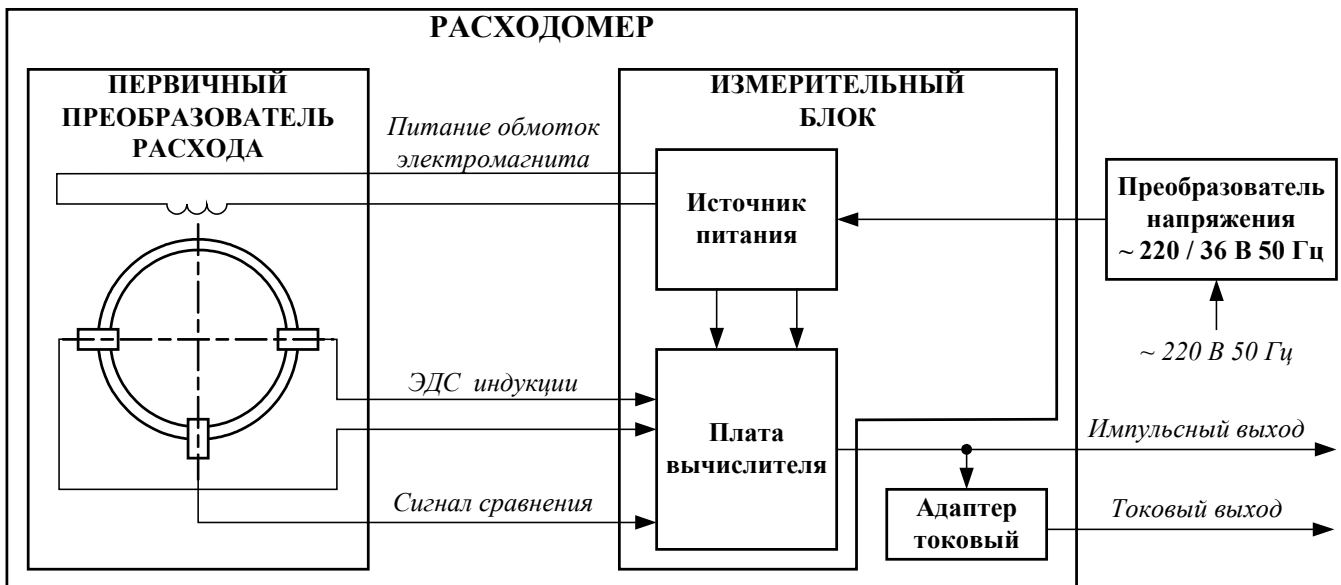 РАСХОДОМЕР
ПЕРВИЧНЫЙ
ПРЕОБРАЗОВАТЕЛЬ
РАСХОДА
Питание обмоток
электромагнита
ИЗМЕРИТЕЛЬНЫЙ
БЛОК
Источник
питания
Преобразователь
напряжения
~ 220 / 36 В 50 Гц
~ 220 В 50 Гц
ЭДС индукции
Плата
вычислителя
Сигнал сравнения
Импульсный выход
Адаптер
токовый
Токовый выход